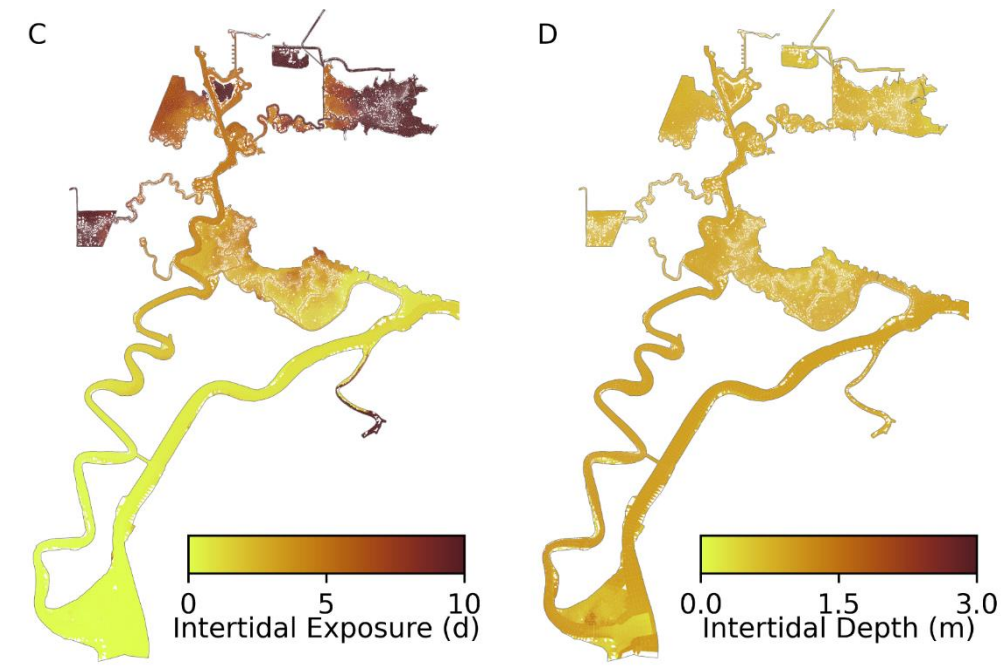 C
D
0 5 10
Intertidal Exposure (d)
0.0 1.5 3.0
Intertidal Depth (m)